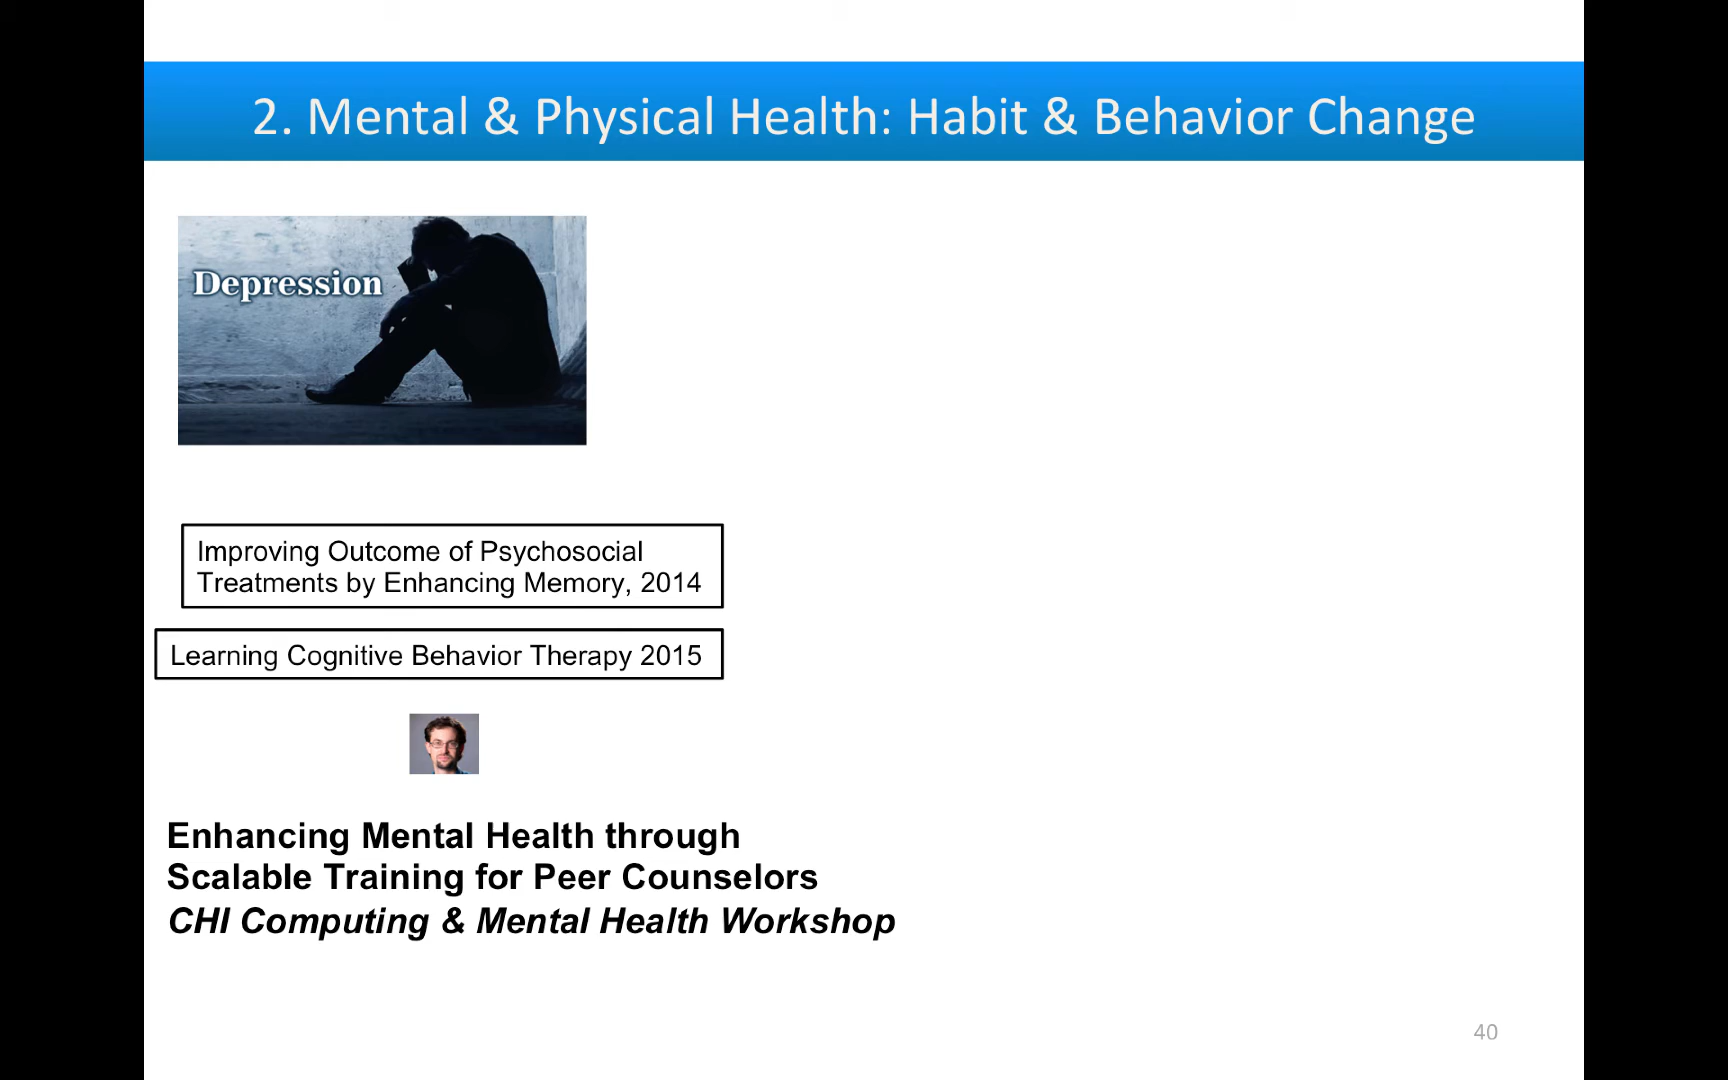 2. Mental & Physical Health: Habit & Behavior Change
Depression
Improving Outcome of Psychosocial
Treatments by Enhancing Memory, 2014
Learning Cognitive Behavior Therapy 2015
Enhancing Mental Health through
Scalable Training for Peer Counselors
CHI Computing & Mental Health Workshop
40